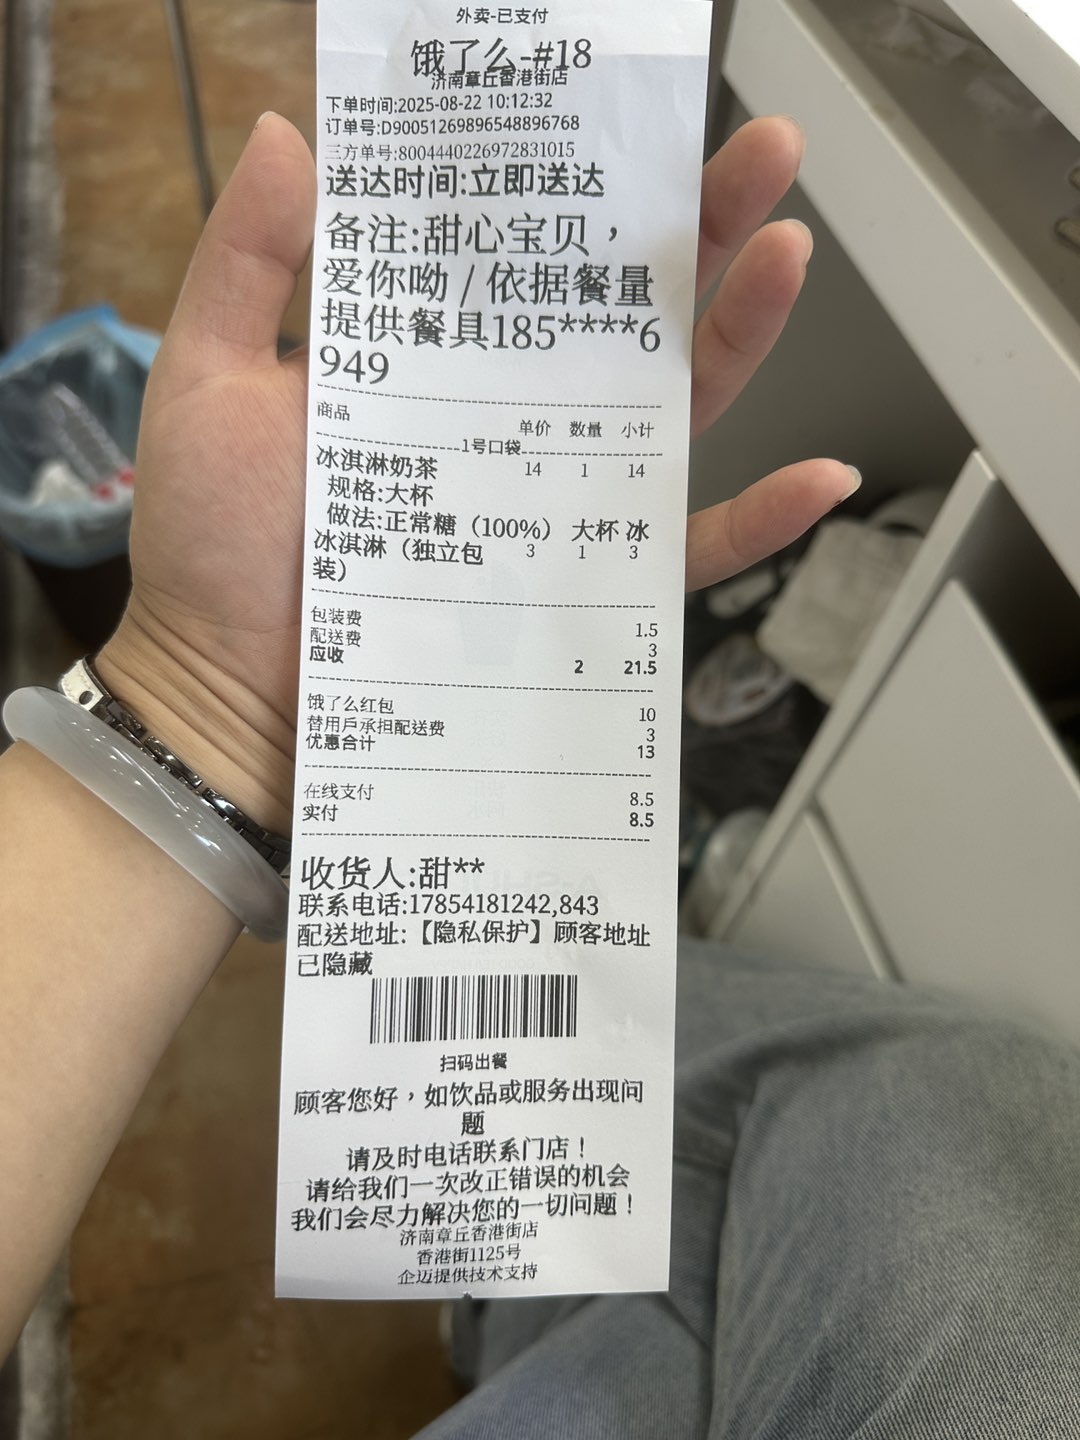 外卖-已支付
饿了么-#18
济南章丘香港街店
下单时间:2025-08-22 10:12:32
订单号:D90051269896548896768
三方单号:8004440226972831015
送达时间:立即送达
备注:甜心宝贝，
爱你呦 / 依据餐量
提供餐具185****6
949
商品 单价 数量 小计
1号口袋
冰淇淋奶茶 14 1 14
规格:大杯
做法:正常糖（100%） 大杯 冰
冰淇淋（独立包 3 1 3
装）
包装费 1.5
配送费 3
应收 2 21.5
饿了么红包 10
替用戶承担配送费 3
优惠合计 13
在线支付 8.5
实付 8.5
收货人:甜**
联系电话:17854181242,843
配送地址:【隐私保护】顾客地址
已隐藏
扫码出餐
顾客您好，如饮品或服务出现问
题
请及时电话联系门店！
请给我们一次改正错误的机会
我们会尽力解决您的一切问题！
济南章丘香港街店
香港街1125号
企迈提供技术支持